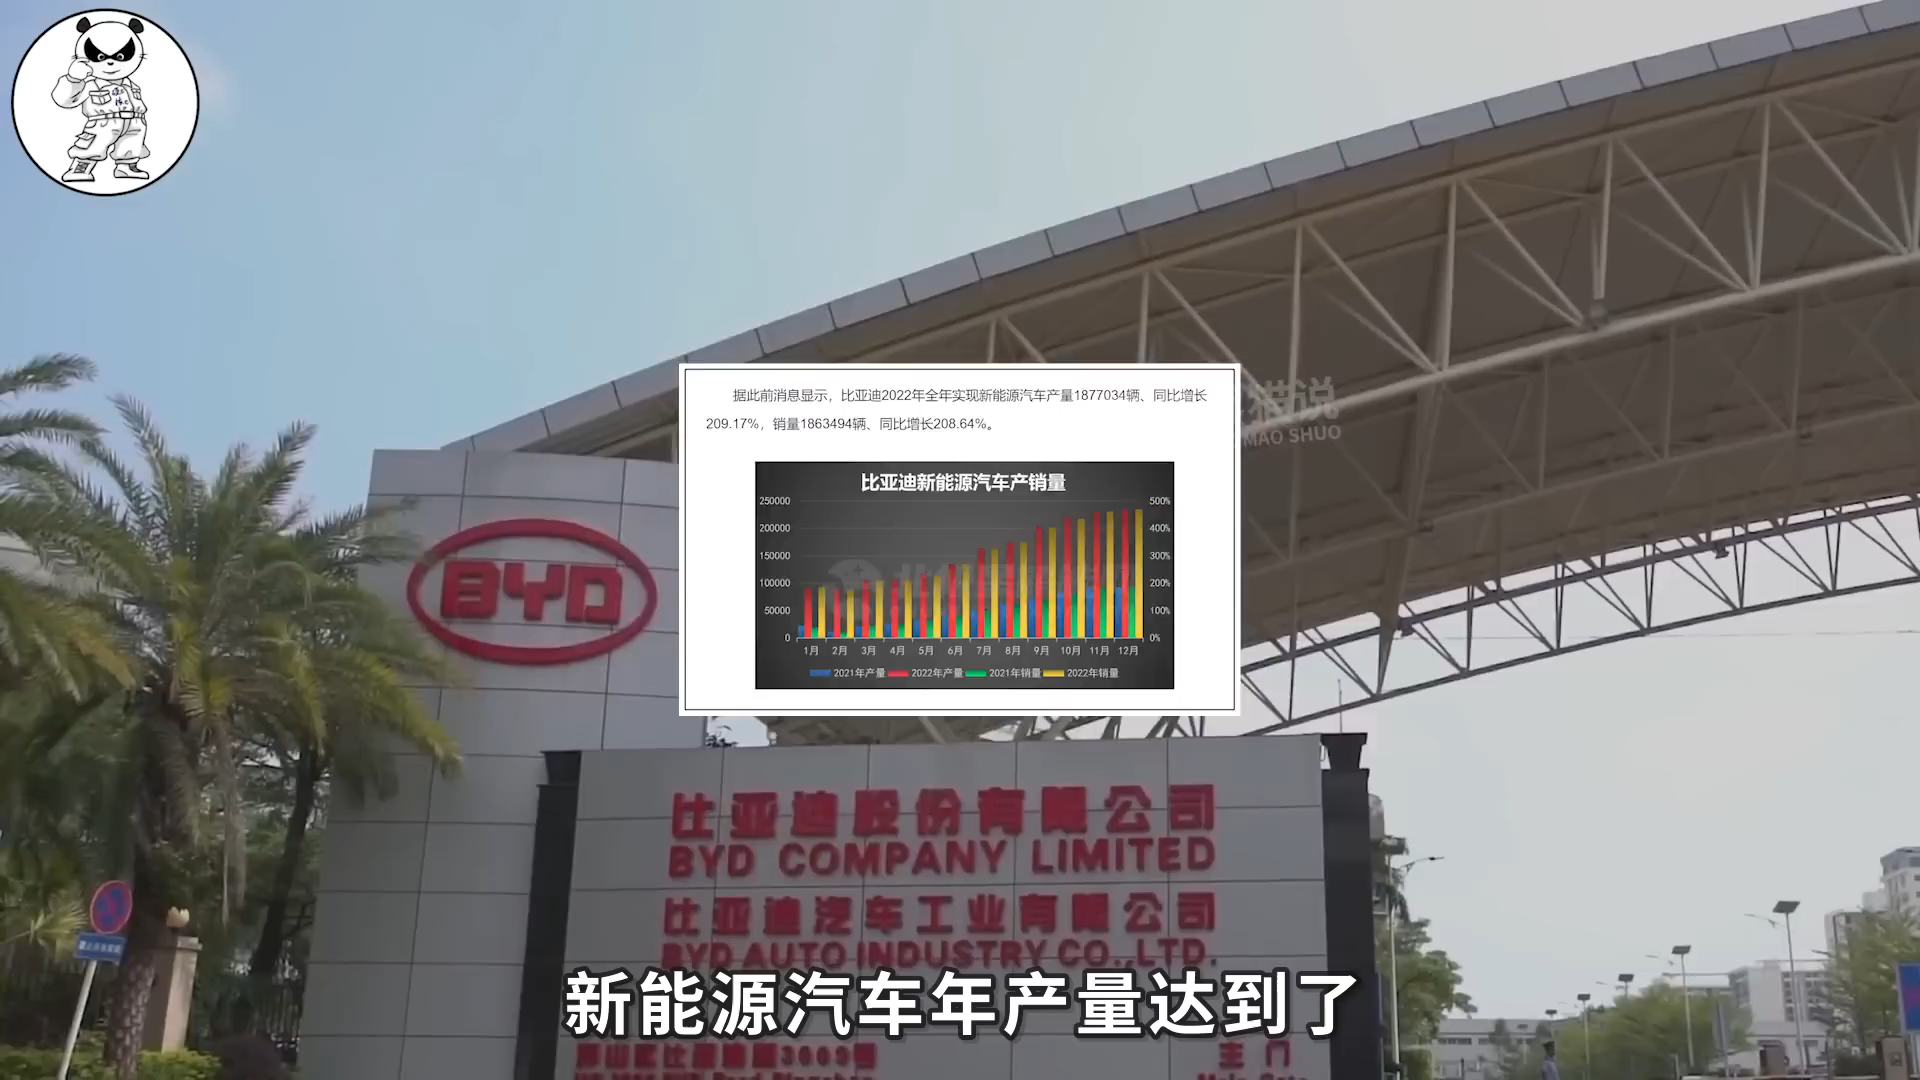 猫说
MAO SHUO
据此前消息显示，比亚迪2022年全年实现新能源汽车产量1877034辆、同比增长
209.17%，销量1863494辆、同比增长208.64%。
比亚迪新能源汽车产销量
250000
200000
150000
100000
50000
0
500%
400%
300%
200%
100%
0%
1月 2月 3月 4月 5月 6月 7月 8月 9月 10月 11月 12月
2021年产量 2022年产量 2021年销量 2022年销量
BYD
比亚迪股份有限公司
BYD COMPANY LIMITED
比亚迪汽车工业有限公司
BYD AUTO INDUSTRY CO.,LTD.
新能源汽车年产量达到了
主门